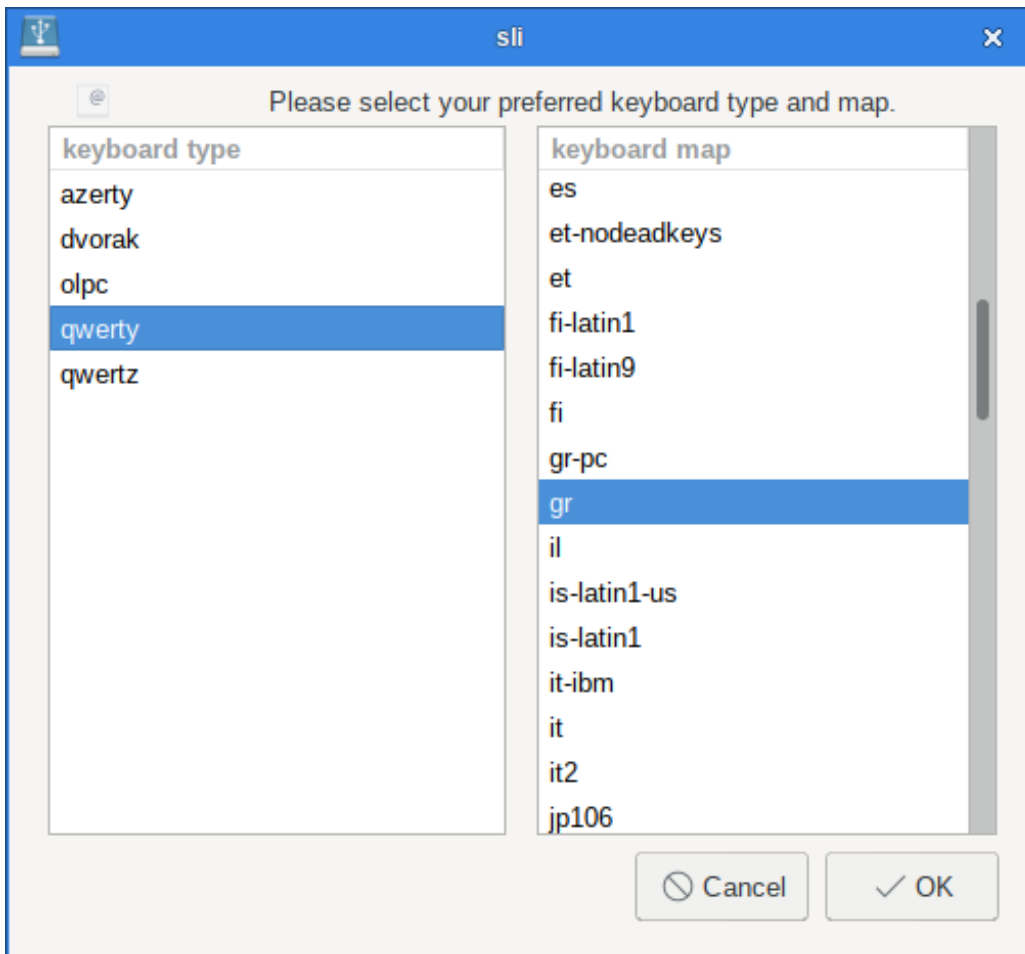 sli
Please select your preferred keyboard type and map.
keyboard type
azerty
dvorak
olpc
qwerty
qwertz
keyboard map
es
et-nodeadkeys
et
fi-latin1
fi-latin9
fi
gr-pc
gr
il
is-latin1-us
is-latin1
it-ibm
it
it2
jp106
Cancel
OK